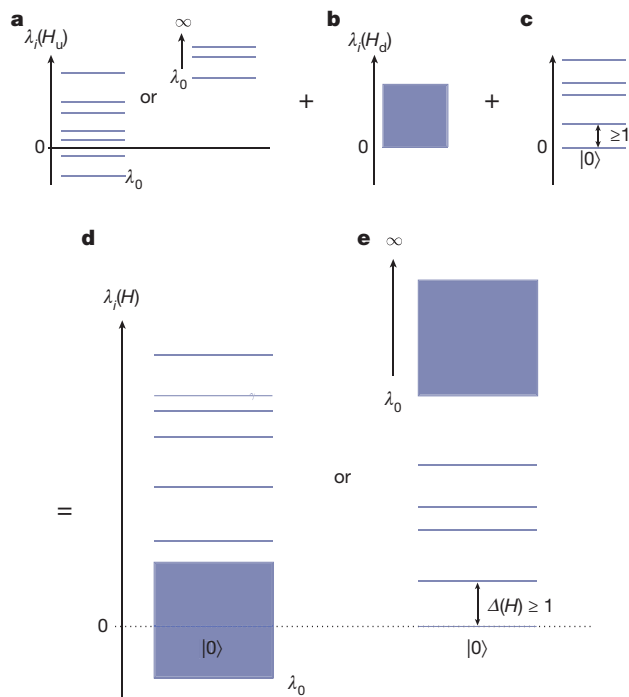 a
b
c
λi(Hu)
∞
λ0
or
0
λ0
+
λi(Hd)
0
+
0
≥1
|0⟩
d
e
λi(H)
∞
λ0
or
=
Δ(H) ≥ 1
0
|0⟩
|0⟩
λ0